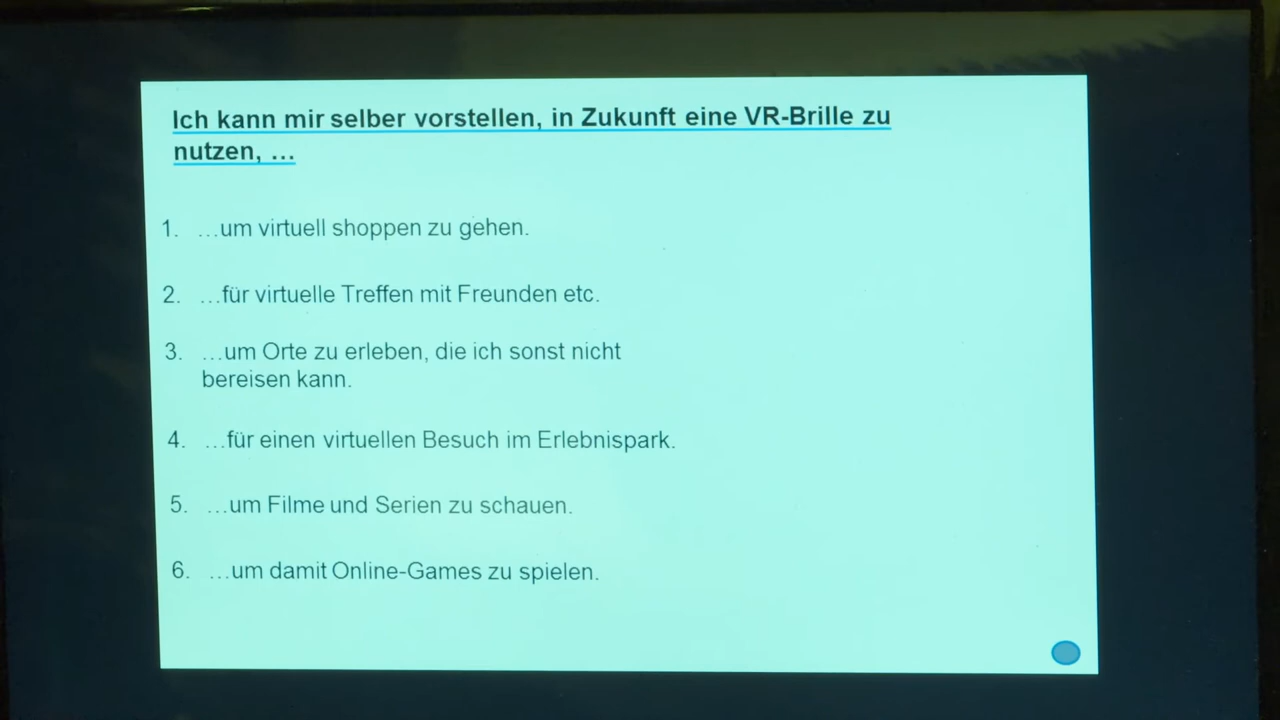 Ich kann mir selber vorstellen, in Zukunft eine VR-Brille zu
nutzen, …
1. …um virtuell shoppen zu gehen.
2. …für virtuelle Treffen mit Freunden etc.
3. …um Orte zu erleben, die ich sonst nicht
bereisen kann.
4. …für einen virtuellen Besuch im Erlebnispark.
5. …um Filme und Serien zu schauen.
6. …um damit Online-Games zu spielen.